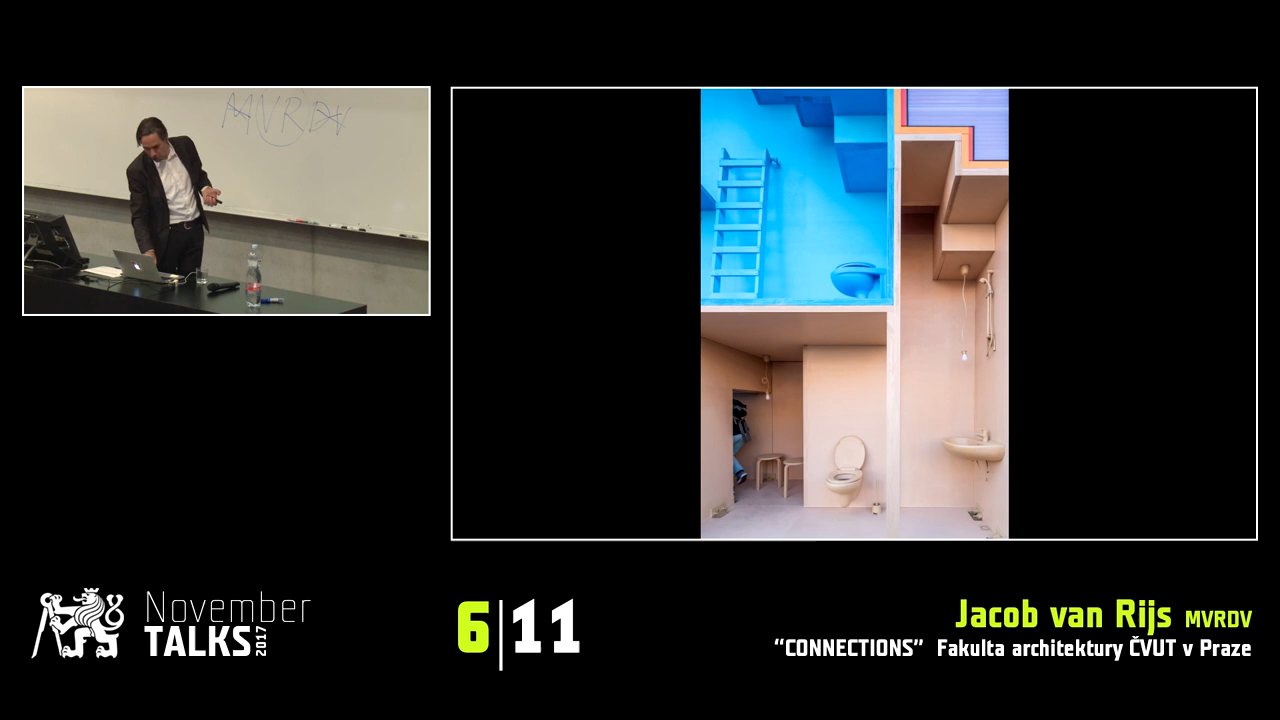 MVRDV
November
TALKS 2017
6|11
Jacob van Rijs MVRDV
“CONNECTIONS” Fakulta architektury ČVUT v Praze